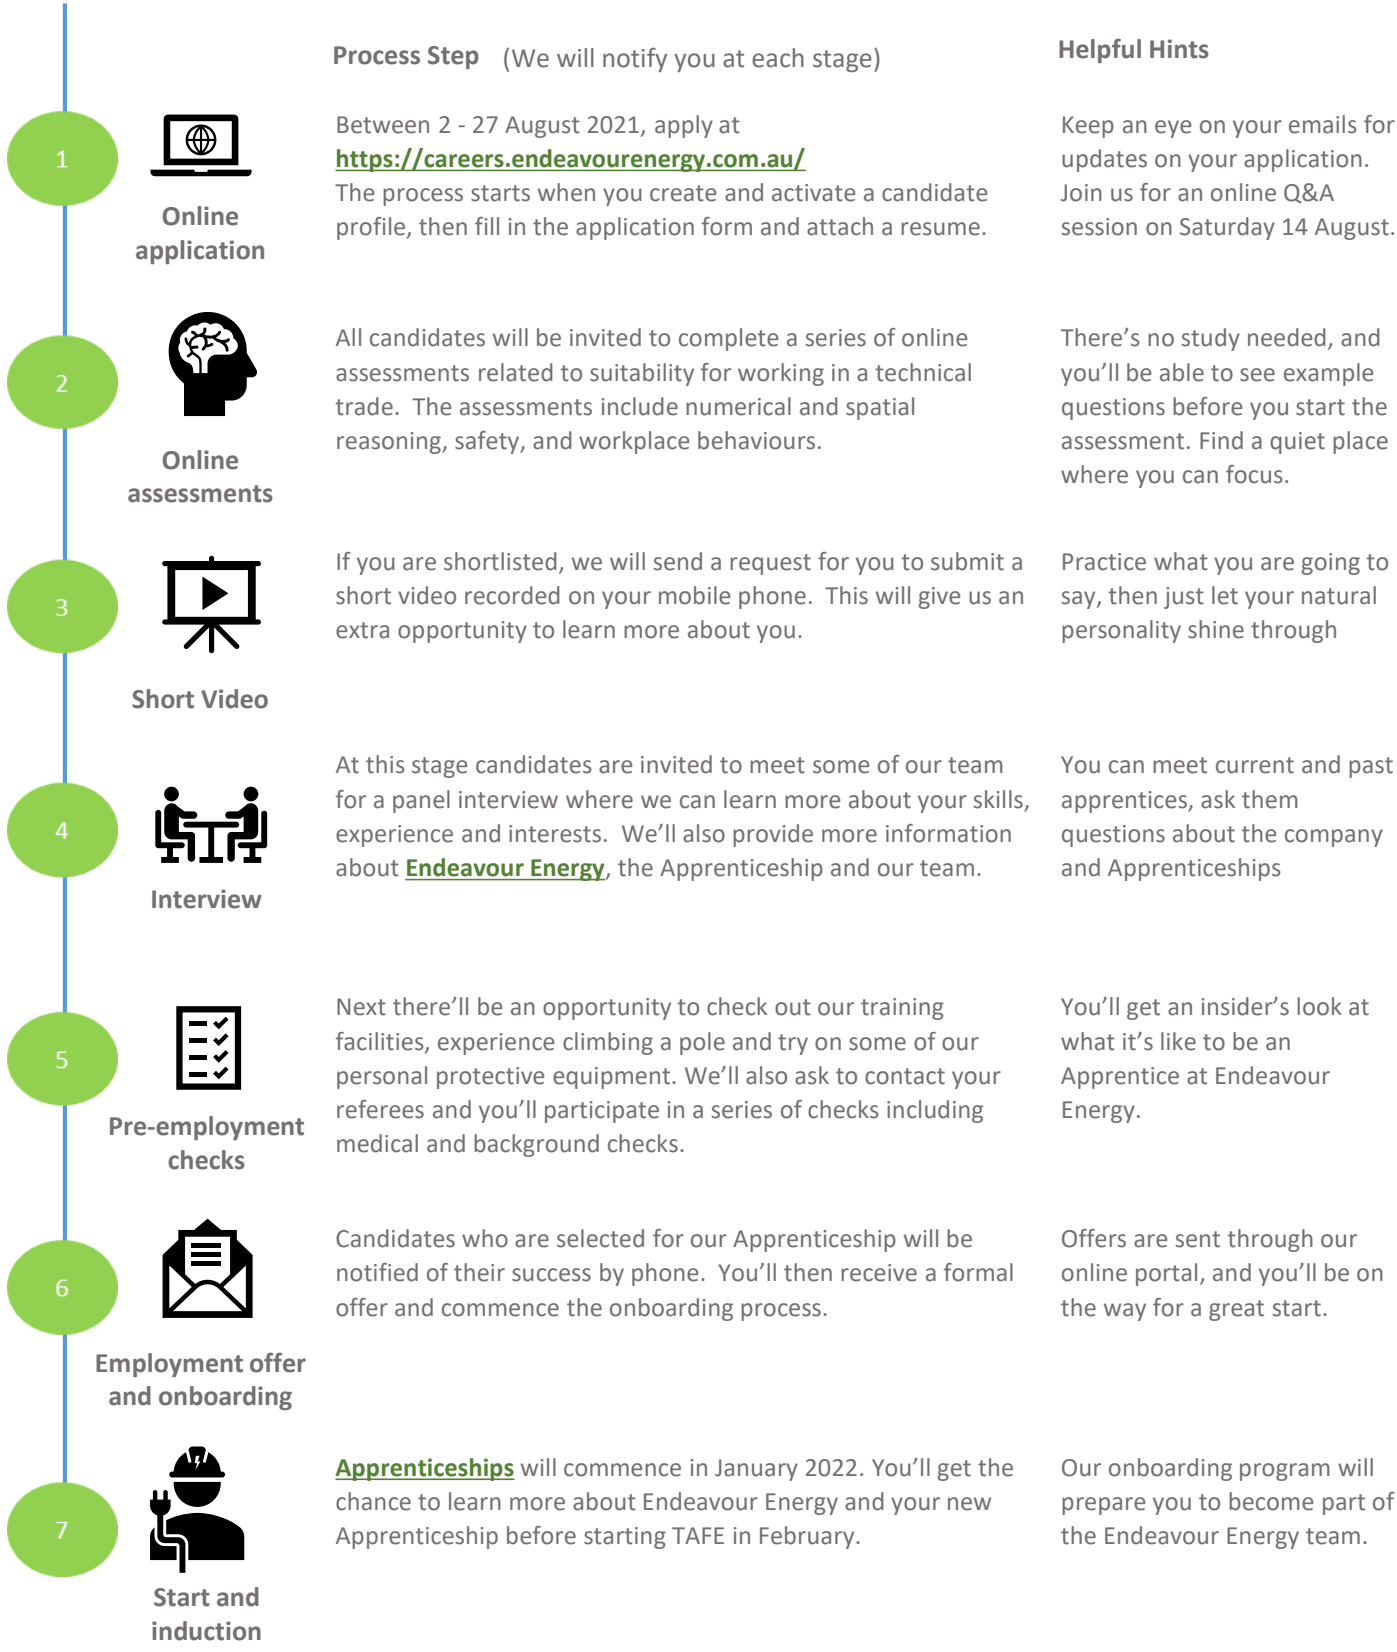 Process Step (We will notify you at each stage)
Helpful Hints
1
Online
application
Between 2 - 27 August 2021, apply at
https://careers.endeavourenergy.com.au/
The process starts when you create and activate a candidate
profile, then fill in the application form and attach a resume.
Keep an eye on your emails for
updates on your application.
Join us for an online Q&A
session on Saturday 14 August.
2
Online
assessments
All candidates will be invited to complete a series of online
assessments related to suitability for working in a technical
trade. The assessments include numerical and spatial
reasoning, safety, and workplace behaviours.
There's no study needed, and
you'll be able to see example
questions before you start the
assessment. Find a quiet place
where you can focus.
3
Short Video
If you are shortlisted, we will send a request for you to submit a
short video recorded on your mobile phone. This will give us an
extra opportunity to learn more about you.
Practice what you are going to
say, then just let your natural
personality shine through
4
Interview
At this stage candidates are invited to meet some of our team
for a panel interview where we can learn more about your skills,
experience and interests. We'll also provide more information
about Endeavour Energy, the Apprenticeship and our team.
You can meet current and past
apprentices, ask them
questions about the company
and Apprenticeships
5
Pre-employment
checks
Next there'll be an opportunity to check out our training
facilities, experience climbing a pole and try on some of our
personal protective equipment. We'll also ask to contact your
referees and you'll participate in a series of checks including
medical and background checks.
You'll get an insider's look at
what it's like to be an
Apprentice at Endeavour
Energy.
6
Employment offer
and onboarding
Candidates who are selected for our Apprenticeship will be
notified of their success by phone. You'll then receive a formal
offer and commence the onboarding process.
Offers are sent through our
online portal, and you'll be on
the way for a great start.
7
Start and
induction
Apprenticeships will commence in January 2022. You'll get the
chance to learn more about Endeavour Energy and your new
Apprenticeship before starting TAFE in February.
Our onboarding program will
prepare you to become part of
the Endeavour Energy team.